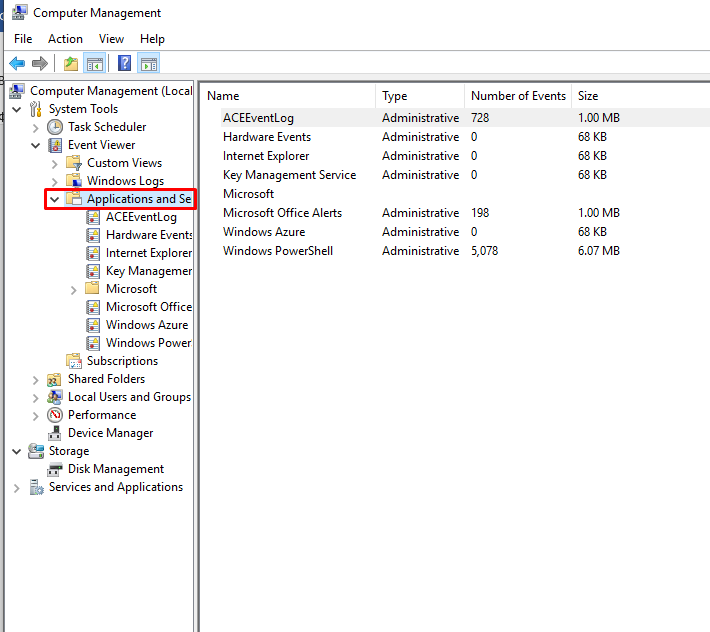 Computer Management
File Action View Help
Computer Management (Local
System Tools
Task Scheduler
Event Viewer
Custom Views
Windows Logs
Applications and Se
ACEEventLog
Hardware Events
Internet Explorer
Key Managemer
Microsoft
Microsoft Office
Windows Azure
Windows Power
Subscriptions
Shared Folders
Local Users and Groups
Performance
Device Manager
Storage
Disk Management
Services and Applications
Name Type Number of Events Size
ACEEventLog Administrative 728 1.00 MB
Hardware Events Administrative 0 68 KB
Internet Explorer Administrative 0 68 KB
Key Management Service Administrative 0 68 KB
Microsoft
Microsoft Office Alerts Administrative 198 1.00 MB
Windows Azure Administrative 0 68 KB
Windows PowerShell Administrative 5,078 6.07 MB